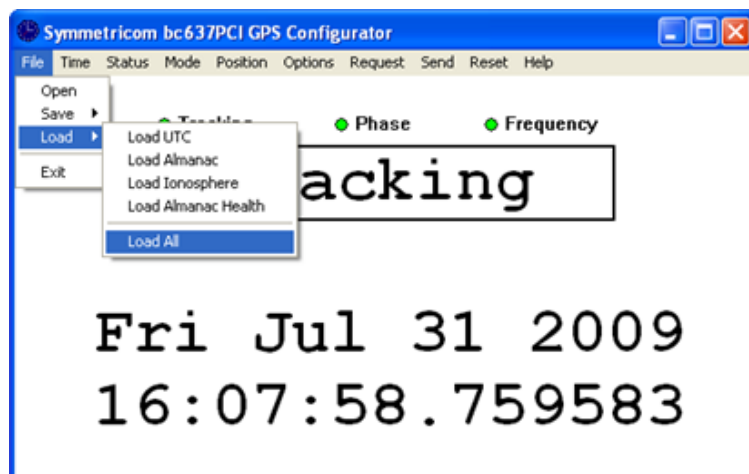 Symmetricom bc637PCI GPS Configurator
File Time Status Mode Position Options Request Send Reset Help
Open
Save
Load
Exit
Load UTC
Load Almanac
Load Ionosphere
Load Almanac Health
Load All
Phase Frequency
acking
Fri Jul 31 2009
16:07:58.759583